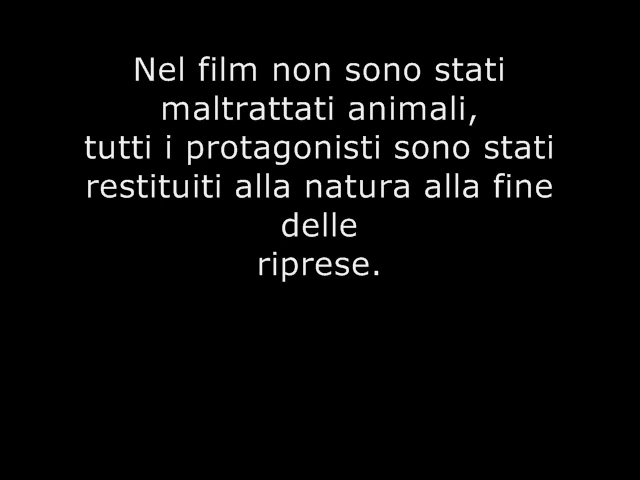 Nel film non sono stati
maltrattati animali,
tutti i protagonisti sono stati
restituiti alla natura alla fine
delle
riprese.